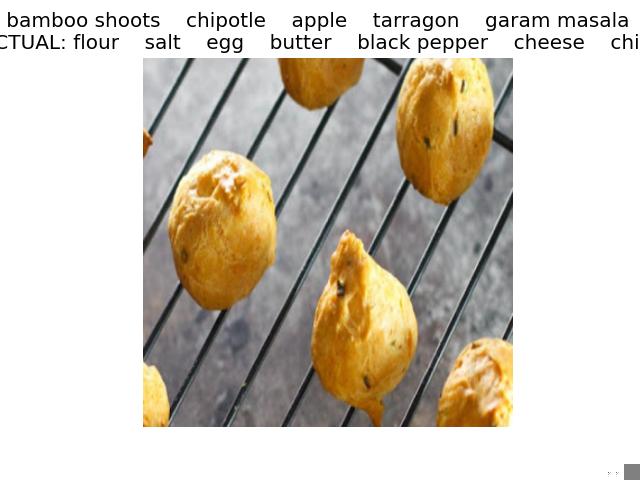 bamboo shoots chipotle apple tarragon garam masala
CTUAL: flour salt egg butter black pepper cheese chi